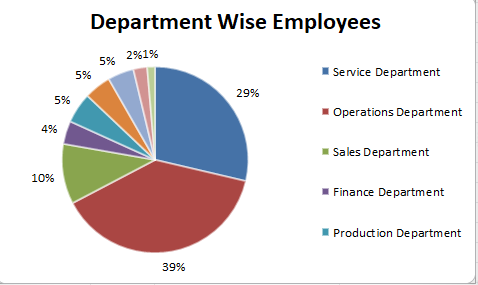 Department Wise Employees
2% 1%
5%
5%
5%
4%
10%
39%
29%
Service Department
Operations Department
Sales Department
Finance Department
Production Department